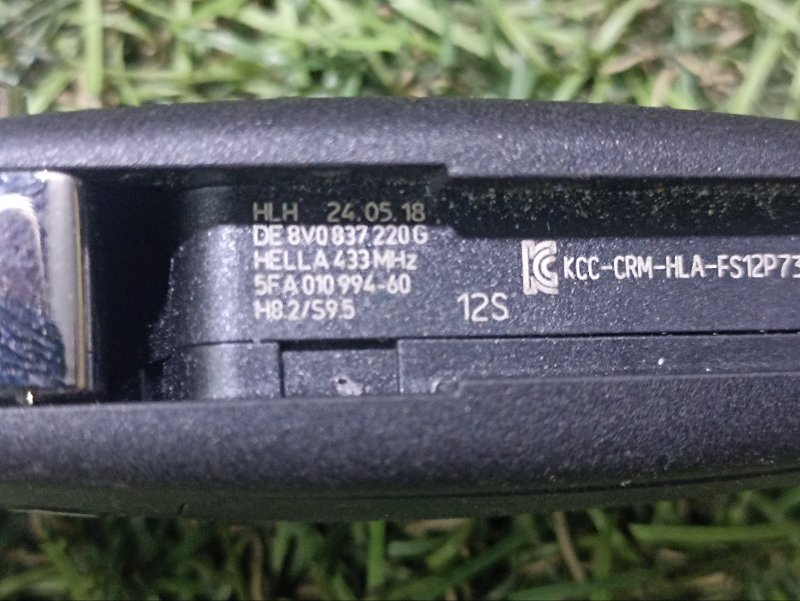 HLH 24.05.18
DE 8V0 837 220 G
HELLA 433 MHz
5FA 010 994-60
H8.2/S9.5
12S
KCC-CRM-HLA-FS12P73